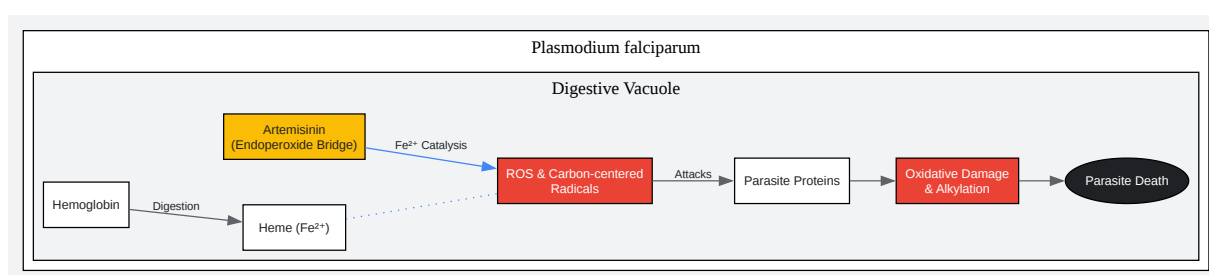 Plasmodium falciparum
Digestive Vacuole
Artemisinin
(Endoperoxide Bridge)
Fe²⁺ Catalysis
Hemoglobin
Digestion
Heme (Fe²⁺)
ROS & Carbon-centered
Radicals
Attacks
Parasite Proteins
Oxidative Damage
& Alkylation
Parasite Death